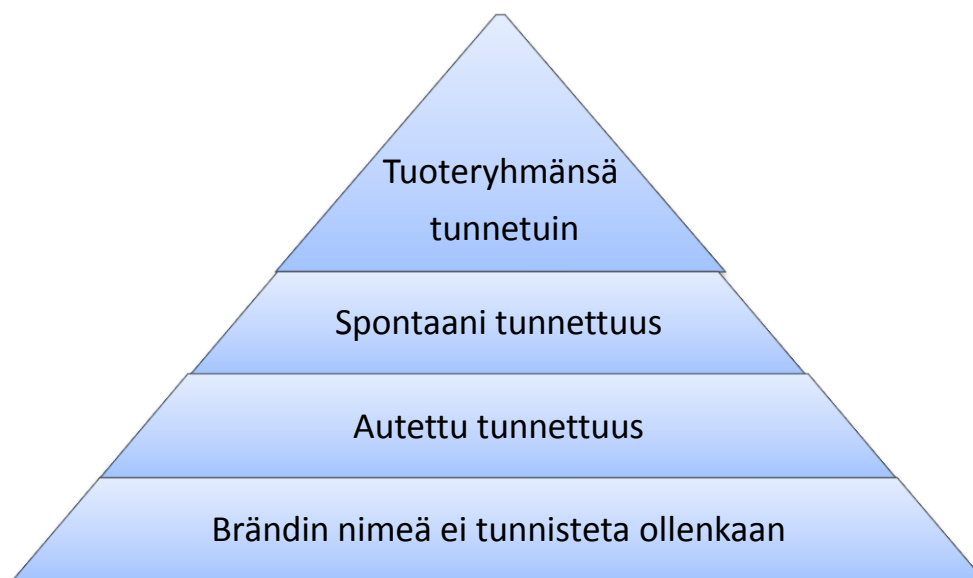 Tuoteryhmänsä
tunnetuin
Spontaani tunnettuus
Autettu tunnettuus
Brändin nimeä ei tunnisteta ollenkaan